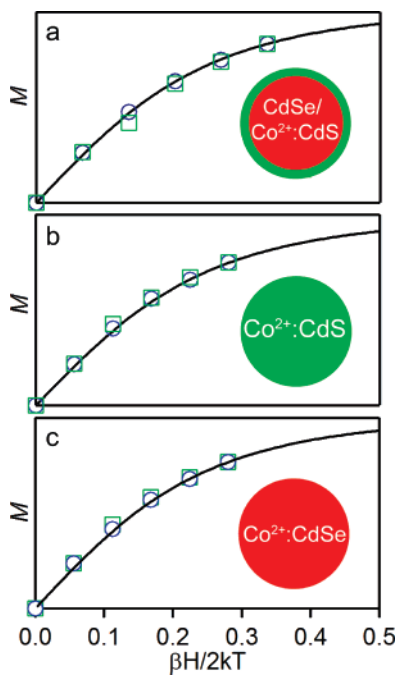 a
M
CdSe/
Co²⁺:CdS
b
M
Co²⁺:CdS
c
M
Co²⁺:CdSe
0.0 0.1 0.2 0.3 0.4 0.5
βH/2kT